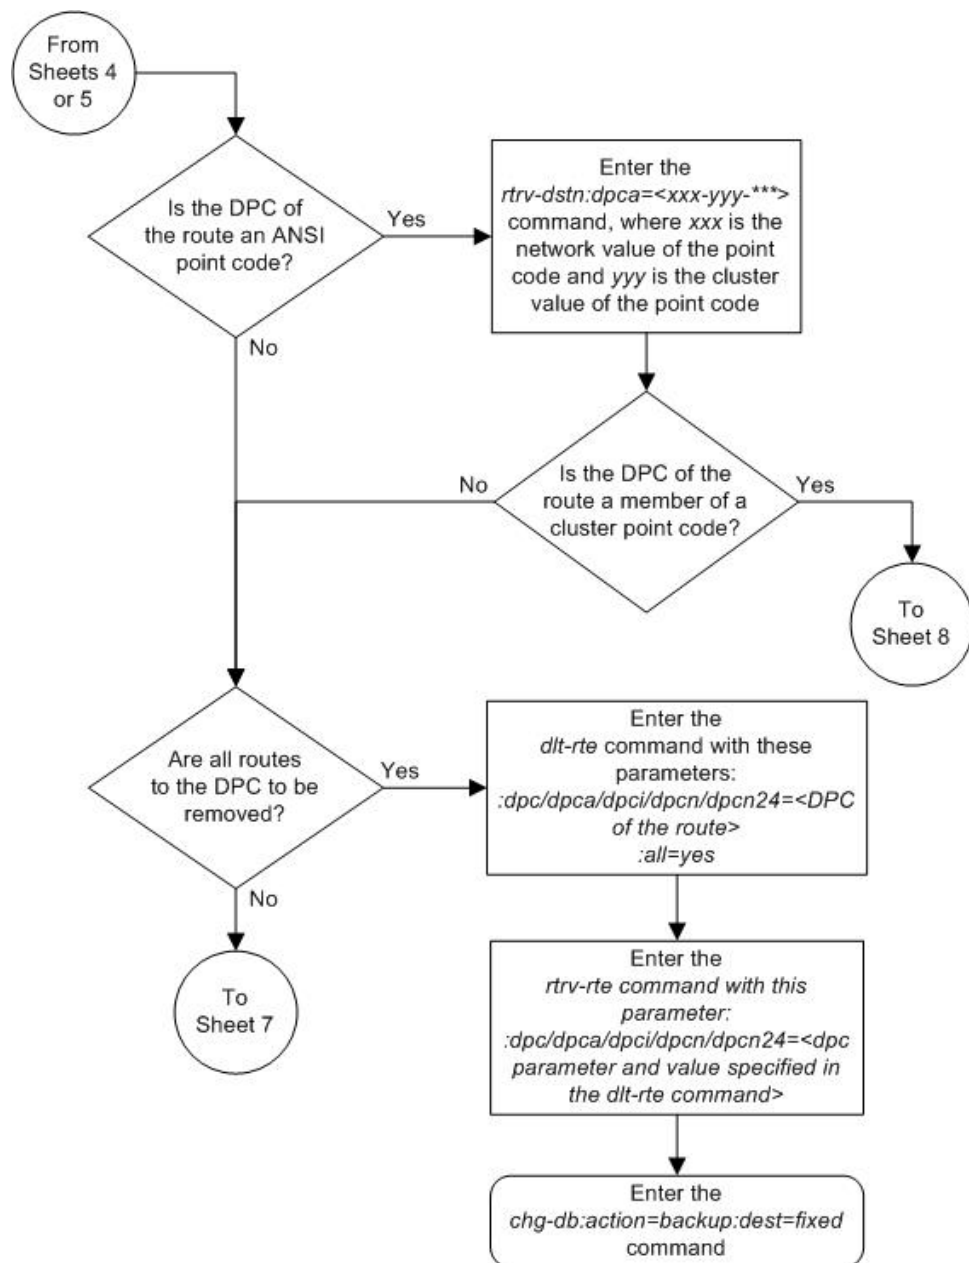 From
Sheets 4
or 5
Is the DPC of
the route an ANSI
point code?
Yes
No
Enter the
rtrv-dstn:dpca=<xxx-yyy-***>
command, where xxx is the
network value of the point
code and yyy is the cluster
value of the point code
Is the DPC of the
route a member of a
cluster point code?
No
Yes
To
Sheet 8
Are all routes
to the DPC to be
removed?
Yes
No
To
Sheet 7
Enter the
dlt-rte command with these
parameters:
:dpc/dpca/dpci/dpcn/dpcn24=<DPC
of the route>
:all=yes
Enter the
rtrv-rte command with this
parameter:
:dpc/dpca/dpci/dpcn/dpcn24=<dpc
parameter and value specified in
the dlt-rte command>
Enter the
chg-db:action=backup:dest=fixed
command